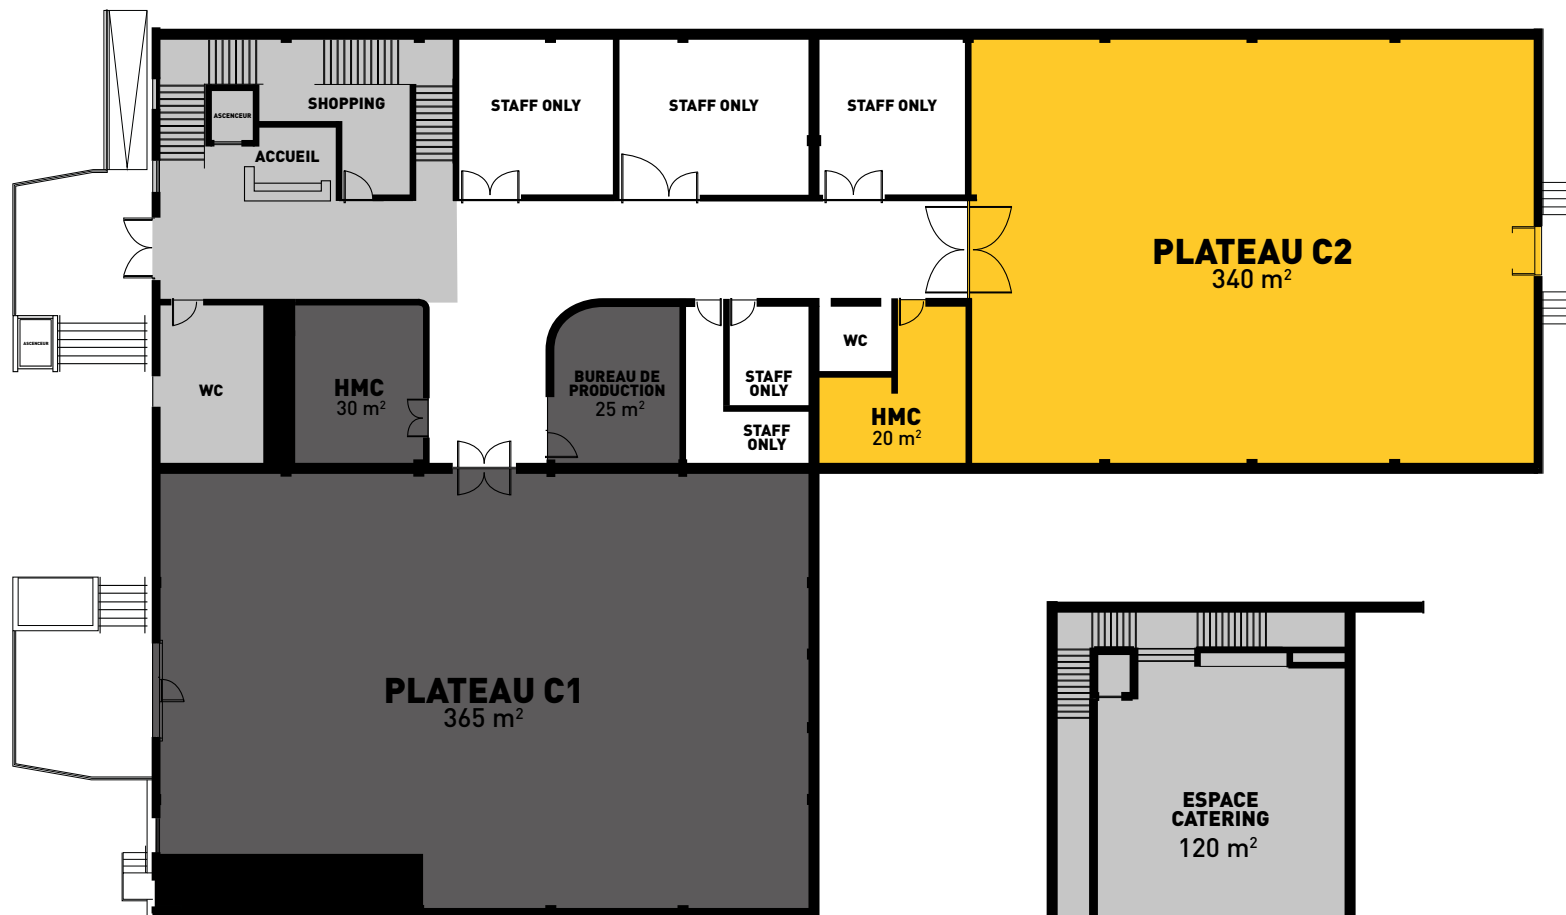 SHOPPING
STAFF ONLY
STAFF ONLY
STAFF ONLY
ASCENCEUR
ACCUEIL
PLATEAU C2
340 m²
ASCENCEUR
WC
HMC
30 m²
BUREAU DE
PRODUCTION
25 m²
STAFF
ONLY
STAFF
ONLY
WC
HMC
20 m²
PLATEAU C1
365 m²
ESPACE
CATERING
120 m²